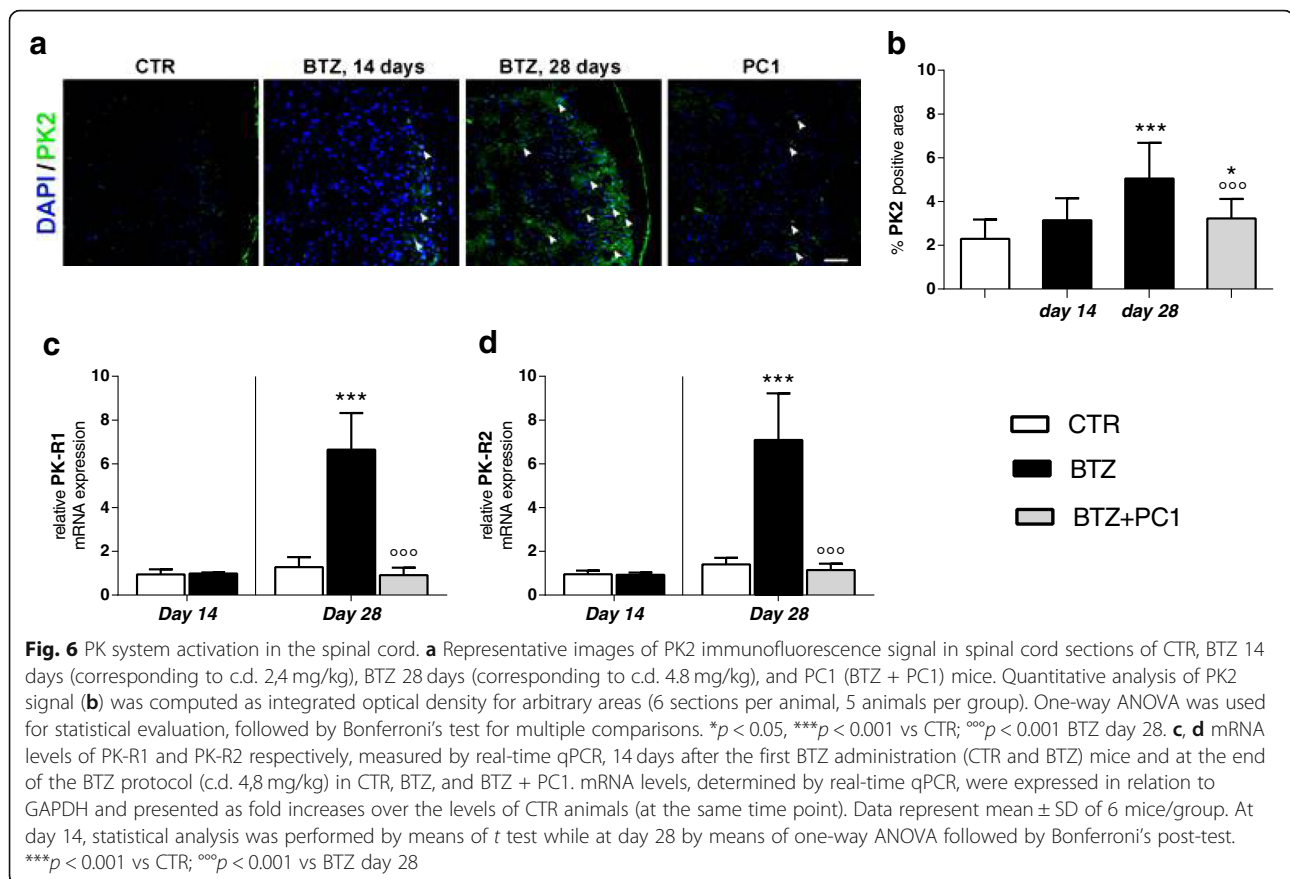 a
CTR
BTZ, 14 days
BTZ, 28 days
PC1
DAPI/PK2
b
% PK2 positive area
10
8
6
4
2
0
***
*
°°°
day 14
day 28
c
relative PK-R1
mRNA expression
10
8
6
4
2
0
***
°°°
Day 14
Day 28
d
relative PK-R2
mRNA expression
10
8
6
4
2
0
***
°°°
Day 14
Day 28
CTR
BTZ
BTZ+PC1
Fig. 6 PK system activation in the spinal cord. a Representative images of PK2 immunofluorescence signal in spinal cord sections of CTR, BTZ 14
days (corresponding to c.d. 2,4 mg/kg), BTZ 28 days (corresponding to c.d. 4.8 mg/kg), and PC1 (BTZ + PC1) mice. Quantitative analysis of PK2
signal (b) was computed as integrated optical density for arbitrary areas (6 sections per animal, 5 animals per group). One-way ANOVA was used
for statistical evaluation, followed by Bonferroni's test for multiple comparisons. *p < 0.05, ***p < 0.001 vs CTR; °°°p < 0.001 BTZ day 28. c, d mRNA
levels of PK-R1 and PK-R2 respectively, measured by real-time qPCR, 14 days after the first BTZ administration (CTR and BTZ) mice and at the end
of the BTZ protocol (c.d. 4,8 mg/kg) in CTR, BTZ, and BTZ + PC1. mRNA levels, determined by real-time qPCR, were expressed in relation to
GAPDH and presented as fold increases over the levels of CTR animals (at the same time point). Data represent mean ± SD of 6 mice/group. At
day 14, statistical analysis was performed by means of t test while at day 28 by means of one-way ANOVA followed by Bonferroni's post-test.
***p < 0.001 vs CTR; °°°p < 0.001 vs BTZ day 28